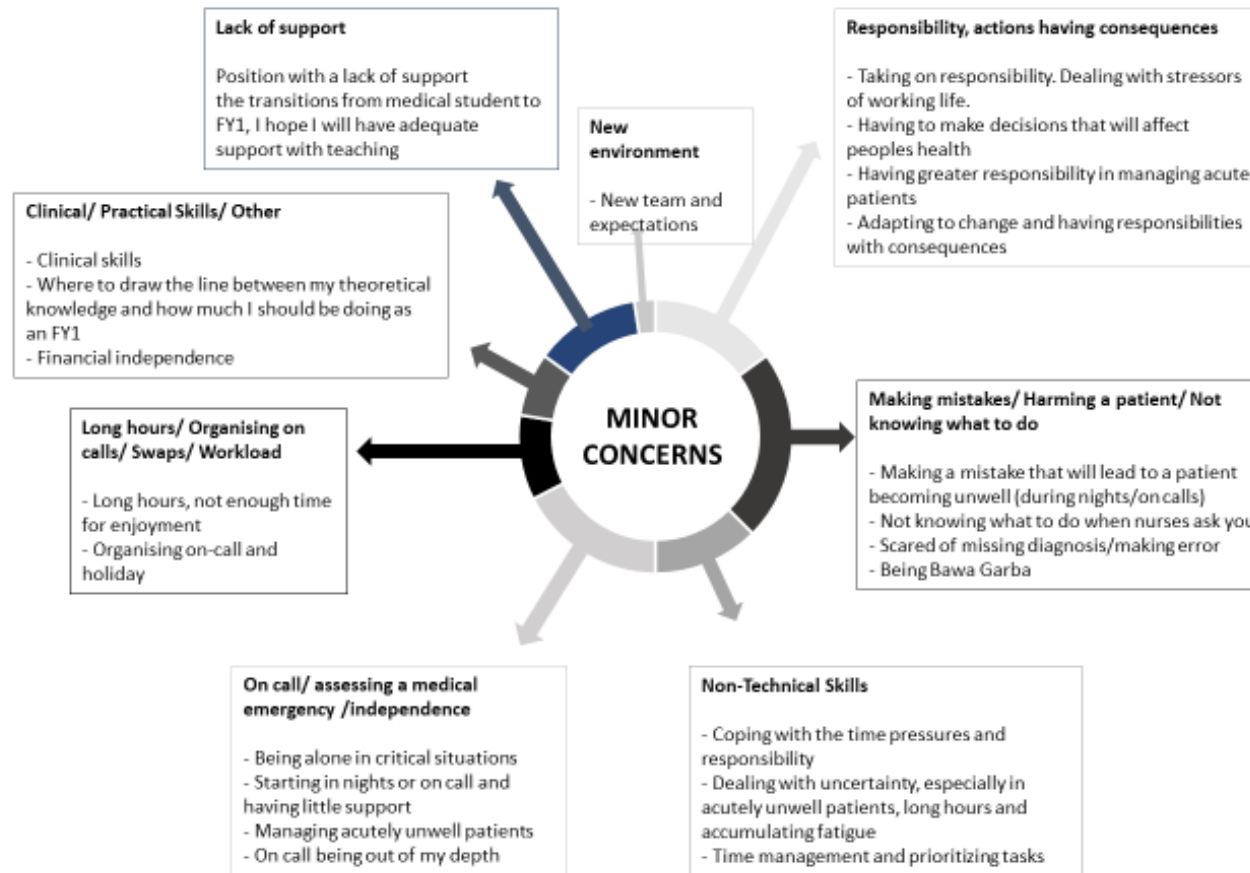 Lack of support
Position with a lack of support
the transitions from medical student to
FY1, I hope I will have adequate
support with teaching
New
environment
- New team and
expectations
Responsibility, actions having consequences
- Taking on responsibility. Dealing with stressors
of working life.
- Having to make decisions that will affect
peoples health
- Having greater responsibility in managing acute
patients
- Adapting to change and having responsibilities
with consequences
Clinical/ Practical Skills/ Other
- Clinical skills
- Where to draw the line between my theoretical
knowledge and how much I should be doing as
an FY1
- Financial independence
MINOR
CONCERNS
Making mistakes/ Harming a patient/ Not
knowing what to do
- Making a mistake that will lead to a patient
becoming unwell (during nights/on calls)
- Not knowing what to do when nurses ask you
- Scared of missing diagnosis/making error
- Being Bawa Garba
Long hours/ Organising on
calls/ Swaps/ Workload
- Long hours, not enough time
for enjoyment
- Organising on-call and
holiday
On call/ assessing a medical
emergency /independence
- Being alone in critical situations
- Starting in nights or on call and
having little support
- Managing acutely unwell patients
- On call being out of my depth
Non-Technical Skills
- Coping with the time pressures and
responsibility
- Dealing with uncertainty, especially in
acutely unwell patients, long hours and
accumulating fatigue
- Time management and prioritizing tasks